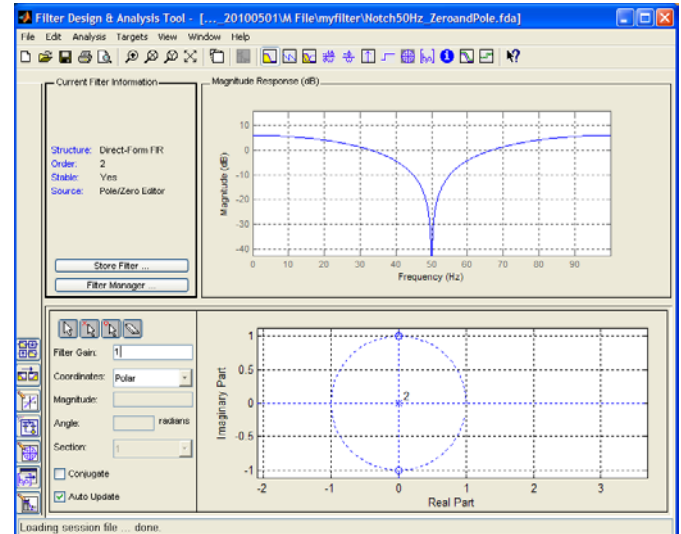 Filter Design & Analysis Tool - [..._20100501\M File\myfilter\Notch50Hz_ZeroandPole.fda]
File Edit Analysis Targets View Window Help
Current Filter Information
Structure: Direct-Form FIR
Order: 2
Stable: Yes
Source: Pole/Zero Editor
Store Filter ...
Filter Manager ...
Magnitude Response (dB)
Magnitude (dB)
10
0
-10
-20
-30
-40
0 10 20 30 40 50 60 70 80 90
Frequency (Hz)
Filter Gain: 1
Coordinates: Polar
Magnitude:
Angle: radians
Section: 1
Conjugate
Auto Update
Imaginary Part
1
0.5
0
-0.5
-1
2
-2 -1 0 1 2 3
Real Part
Loading session file ... done.